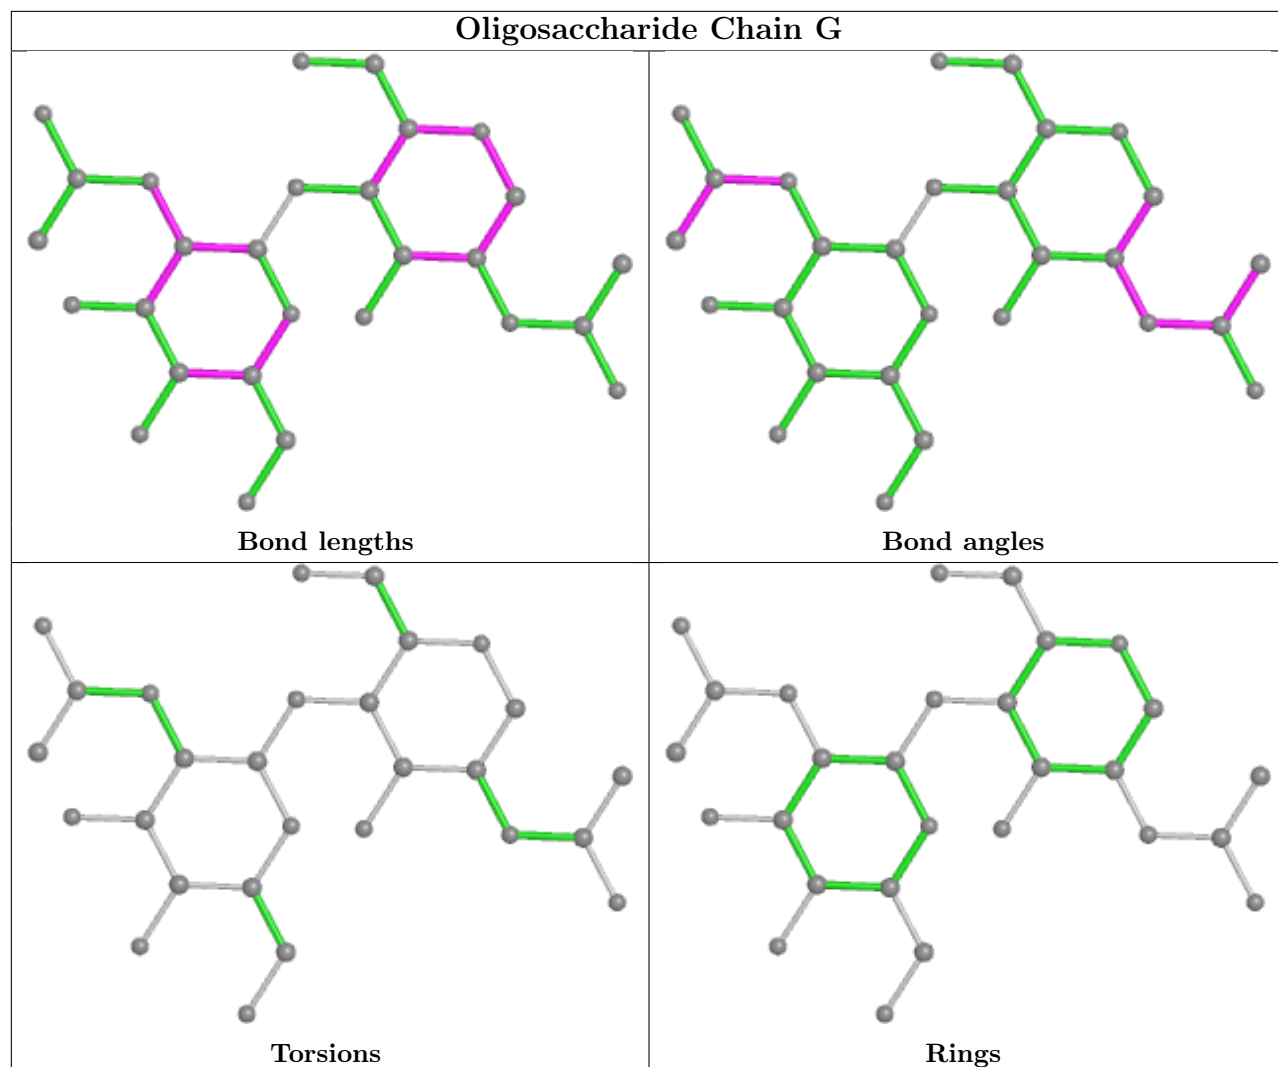 Oligosaccharide Chain G
Bond lengths
Bond angles
Torsions
Rings